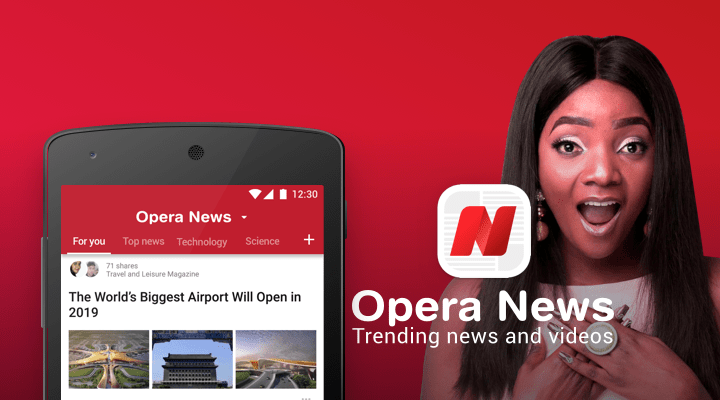 12:30
Opera News
For you
Top news
Technology
Science
+
71 shares
Travel and Leisure Magazine
The World's Biggest Airport Will Open in
2019
N
Opera News
Trending news and videos